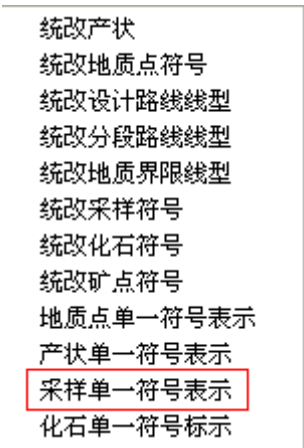 统改产状
统改地质点符号
统改设计路线线型
统改分段路线线型
统改地质界限线型
统改采样符号
统改化石符号
统改矿点符号
地质点单一符号表示
产状单一符号表示
采样单一符号表示
化石单一符号标示